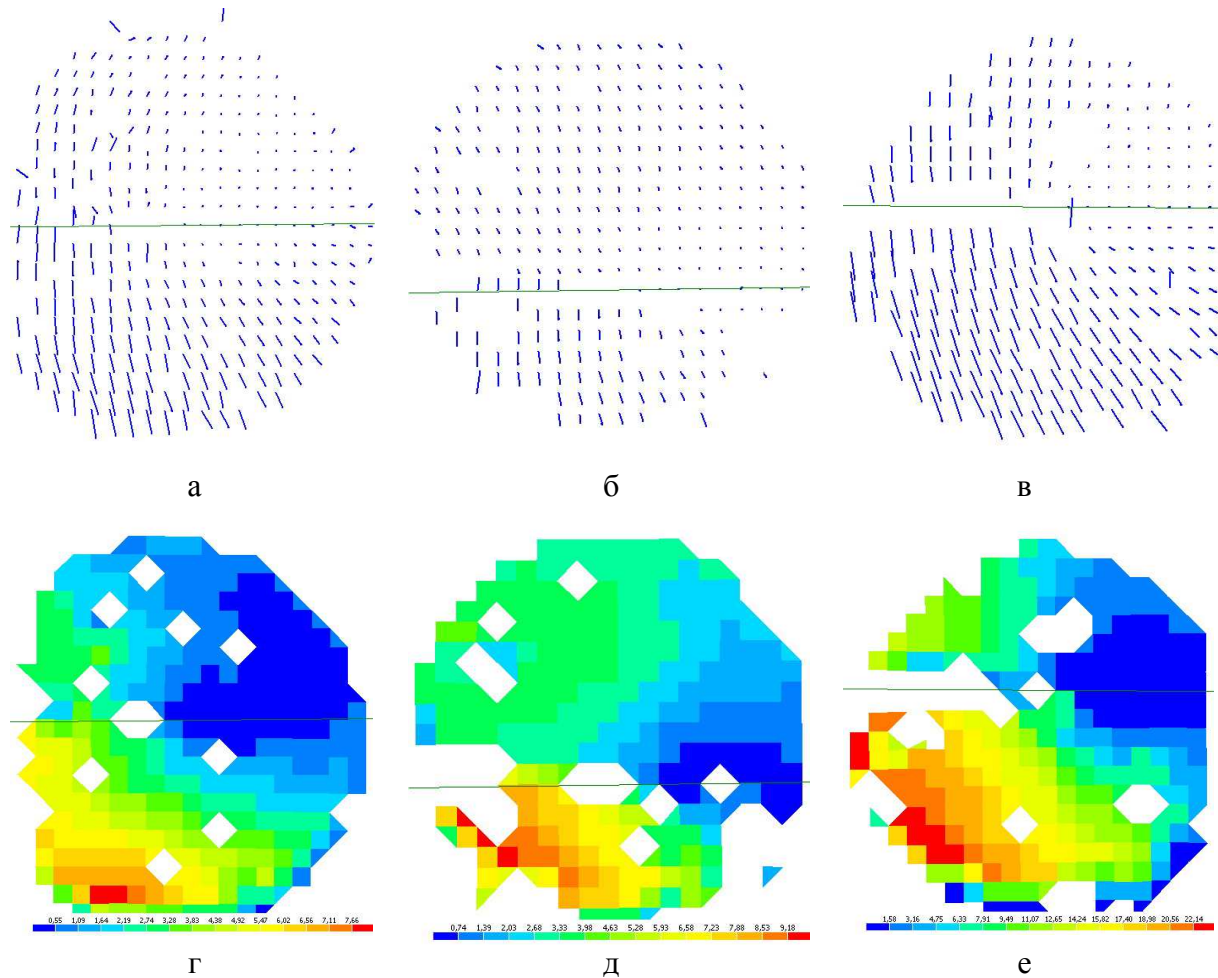 а б в
0,55 1,09 1,64 2,19 2,74 3,28 3,83 4,38 4,92 5,47 6,02 6,56 7,11 7,66
0,74 1,39 2,03 2,68 3,33 3,98 4,63 5,28 5,93 6,58 7,23 7,88 8,53 9,18
1,58 3,16 4,75 6,33 7,91 9,49 11,07 12,65 14,24 15,82 17,40 18,98 20,56 22,14
г д е